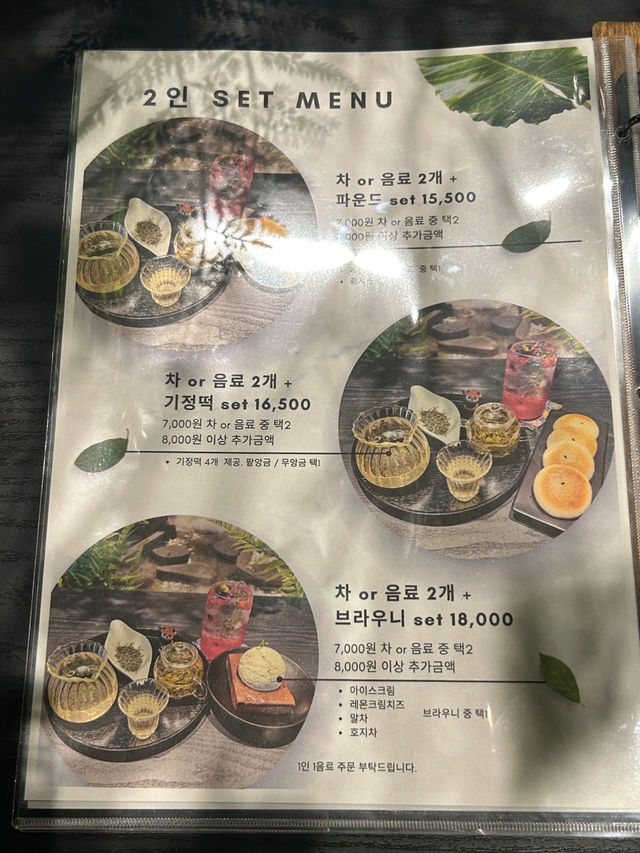 2인 SET MENU
차 or 음료 2개 +
파운드 set 15,500
7,000원 차 or 음료 중 택2
이상 추가금액
중 택1
차 or 음료 2개 +
기정떡 set 16,500
7,000원 차 or 음료 중 택2
8,000원 이상 추가금액
• 기정떡 4개 제공. 팥앙금 / 무앙금 택1
차 or 음료 2개 +
브라우니 set 18,000
7,000원 차 or 음료 중 택2
8,000원 이상 추가금액
• 아이스크림
• 레몬크림치즈
• 말차
• 호지차
브라우니 중 택1
1인 1음료 주문 부탁드립니다.